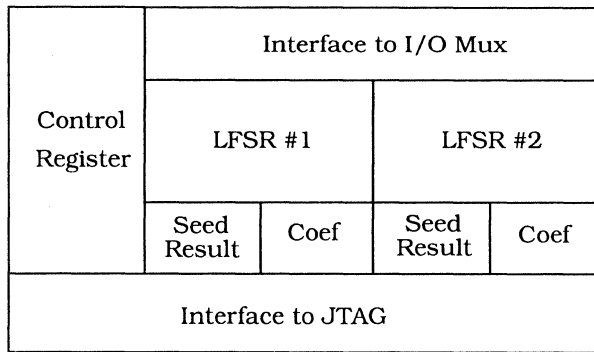 Interface to I/O Mux
Control
Register
LFSR #1
LFSR #2
Seed
Result
Coef
Seed
Result
Coef
Interface to JTAG